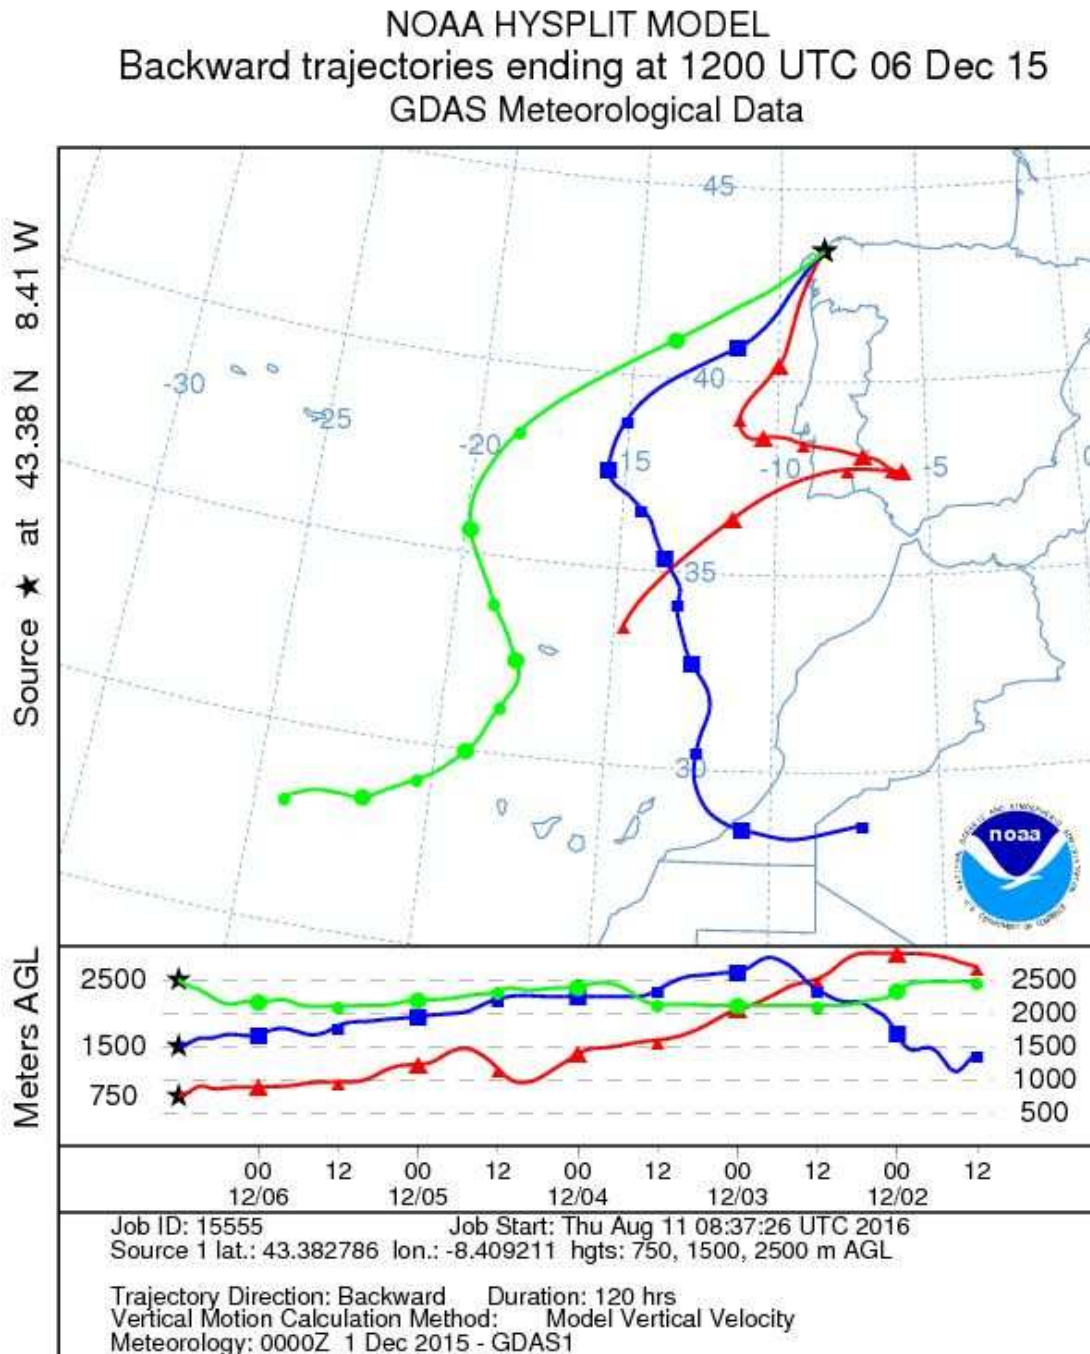 NOAA HYSPLIT MODEL
Backward trajectories ending at 1200 UTC 06 Dec 15
GDAS Meteorological Data
Source ★ at 43.38 N 8.41 W
45
-30
-25
-20
40
15
-10
-5
0
35
30
noaa
Meters AGL
2500
1500
750
2500
2000
1500
1000
500
00 12 00 12 00 12 00 12 00 12
12/06 12/05 12/04 12/03 12/02
Job ID: 15555 Job Start: Thu Aug 11 08:37:26 UTC 2016
Source 1 lat.: 43.382786 lon.: -8.409211 hgts: 750, 1500, 2500 m AGL
Trajectory Direction: Backward Duration: 120 hrs
Vertical Motion Calculation Method: Model Vertical Velocity
Meteorology: 0000Z 1 Dec 2015 - GDAS1